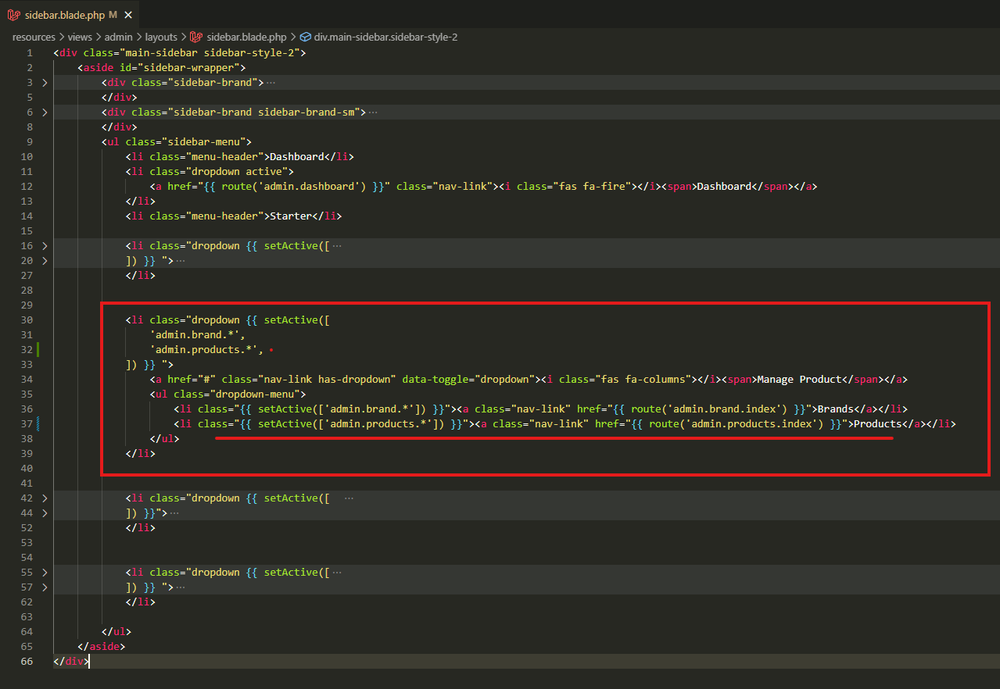 sidebar.blade.php M ×
resources > views > admin > layouts > sidebar.blade.php > div.main-sidebar.sidebar-style-2
1 <div class="main-sidebar sidebar-style-2">
2 <aside id="sidebar-wrapper">
3 > <div class="sidebar-brand"> ···
5 </div>
6 > <div class="sidebar-brand sidebar-brand-sm"> ···
8 </div>
9 <ul class="sidebar-menu">
10 <li class="menu-header">Dashboard</li>
11 <li class="dropdown active">
12 <a href="{{ route('admin.dashboard') }}" class="nav-link"><i class="fas fa-fire"></i><span>Dashboard</span></a>
13 </li>
14 <li class="menu-header">Starter</li>
15
16 > <li class="dropdown {{ setActive([ ···
20 > ]) }} "> ···
27 </li>
28
29
30 <li class="dropdown {{ setActive([
31 'admin.brand.*',
32 'admin.products.*',
33 ]) }} ">
34 <a href="#" class="nav-link has-dropdown" data-toggle="dropdown"><i class="fas fa-columns"></i><span>Manage Product</span></a>
35 <ul class="dropdown-menu">
36 <li class="{{ setActive(['admin.brand.*']) }}"><a class="nav-link" href="{{ route('admin.brand.index') }}">Brands</a></li>
37 <li class="{{ setActive(['admin.products.*']) }}"><a class="nav-link" href="{{ route('admin.products.index') }}">Products</a></li>
38 </ul>
39 </li>
40
41
42 > <li class="dropdown {{ setActive([ ···
44 > ]) }}"> ···
52 </li>
53
54
55 > <li class="dropdown {{ setActive([ ···
57 > ]) }} "> ···
62 </li>
63
64 </ul>
65 </aside>
66 </div>